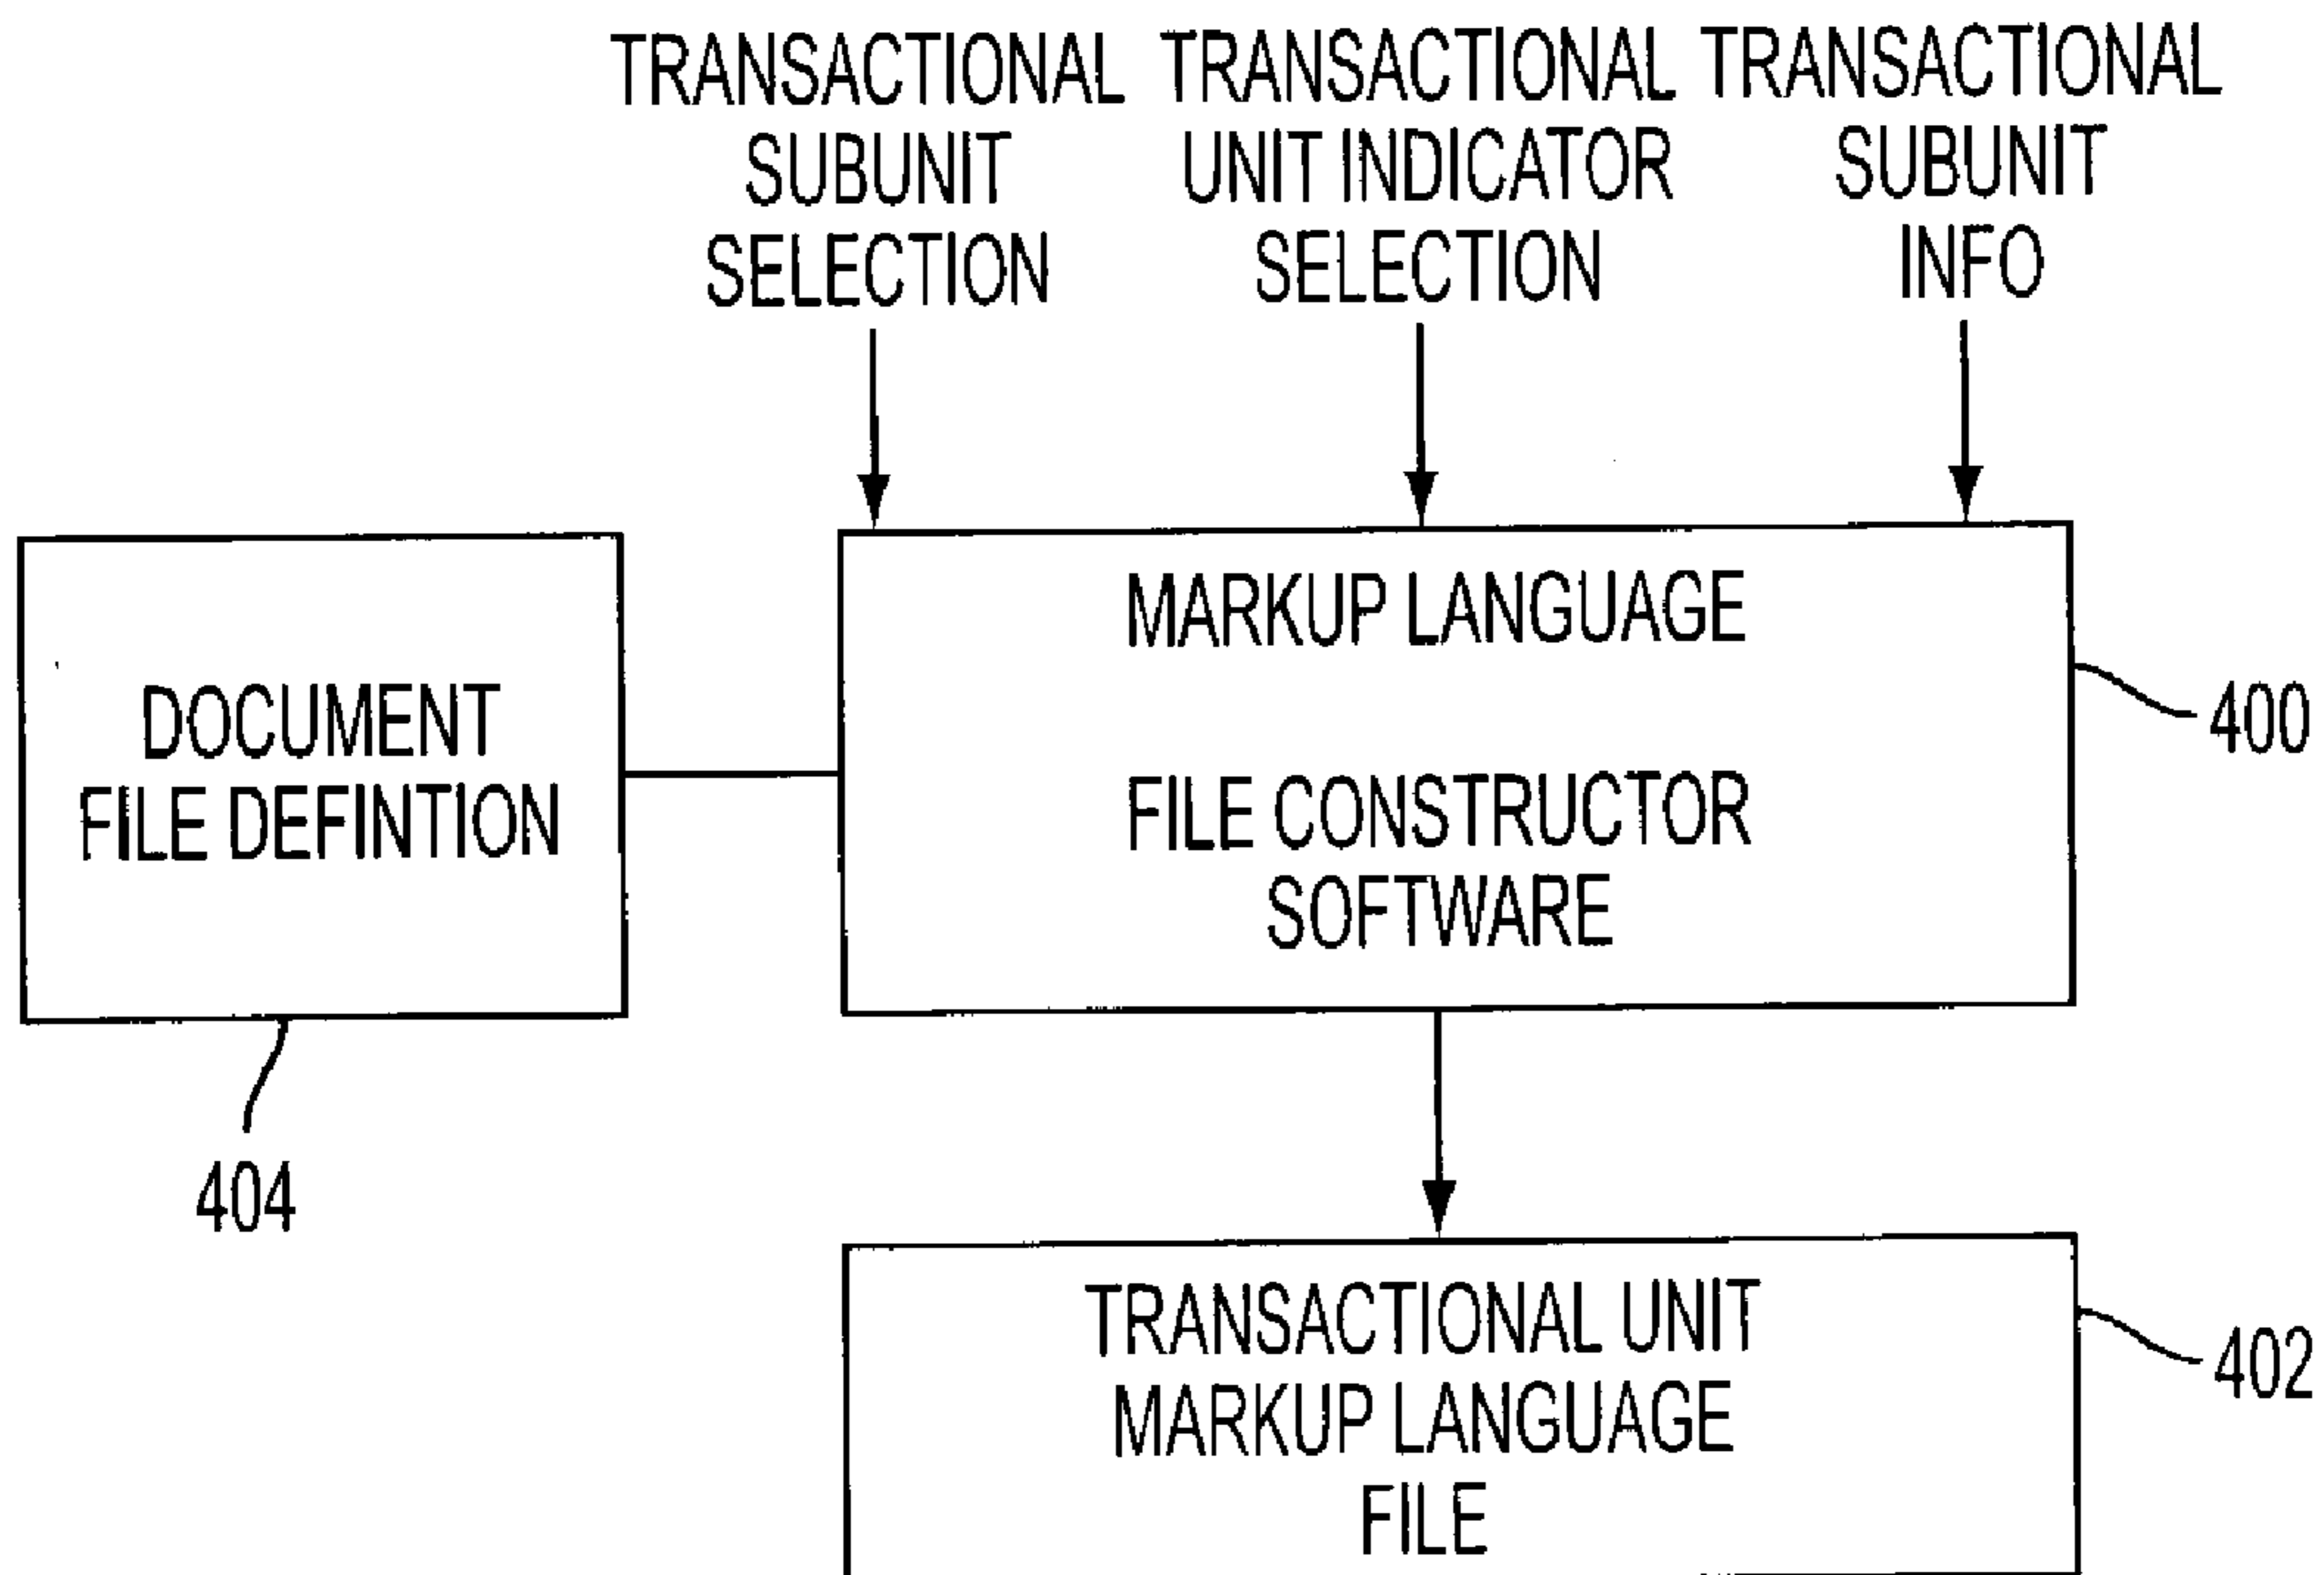 TRANSACTIONAL
SUBUNIT
SELECTION
TRANSACTIONAL
UNIT INDICATOR
SELECTION
TRANSACTIONAL
SUBUNIT
INFO
DOCUMENT
FILE DEFINTION
404
MARKUP LANGUAGE
FILE CONSTRUCTOR
SOFTWARE
400
TRANSACTIONAL UNIT
MARKUP LANGUAGE
FILE
402